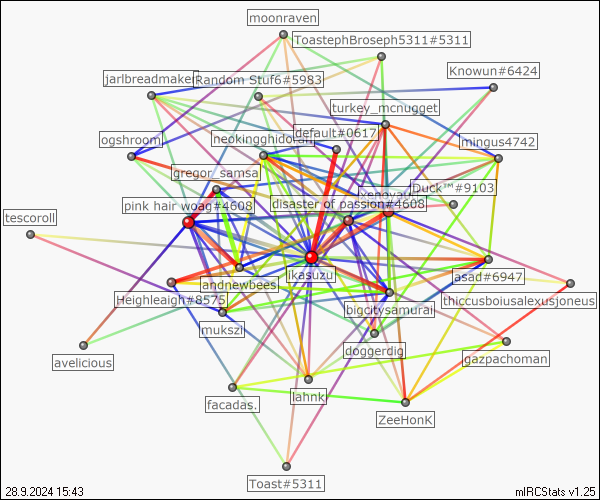 moonraven
ToastephBroseph5311#5311
Knowun#6424
jarlbreadmaker
Random Stuf6#5983
turkey_mcnugget
default#0617
ogshroom
neokingghidorah
mingus4742
gregor_samsa
Duck™#9103
pink hair woag#4608
disaster of passion#4608
tescoroll
ikasuzu
andnewbees
asad#6947
Heighleaigh#8575
thiccusboiusalexusjoneus
bigcitysamurai
mukszi
doggerdig
avelicious
gazpachoman
lahnk
facadas.
ZeeHonK
Toast#5311
28.9.2024 15:43
mIRCStats v1.25